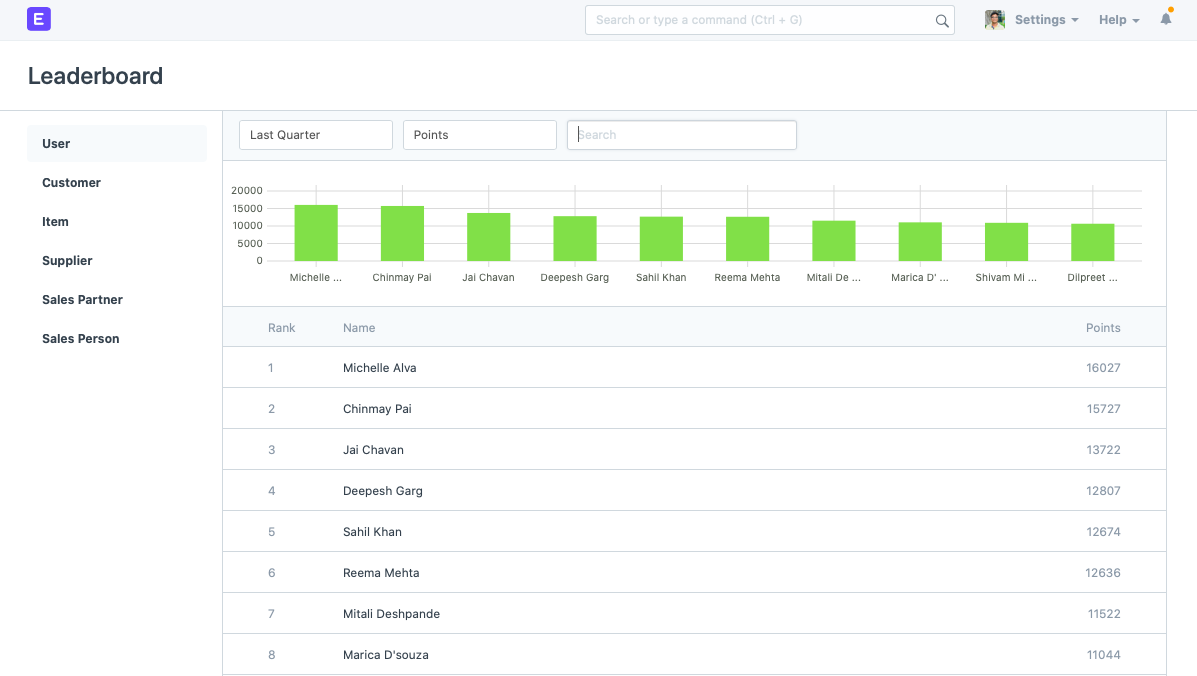 E
Search or type a command (Ctrl + G)
Settings
Help
Leaderboard
User
Customer
Item
Supplier
Sales Partner
Sales Person
Last Quarter
Points
Search
20000
15000
10000
5000
0
Michelle ...
Chinmay Pai
Jai Chavan
Deepesh Garg
Sahil Khan
Reema Mehta
Mitali De ...
Marica D' ...
Shivam Mi ...
Dilpreet ...
Rank Name Points
1 Michelle Alva 16027
2 Chinmay Pai 15727
3 Jai Chavan 13722
4 Deepesh Garg 12807
5 Sahil Khan 12674
6 Reema Mehta 12636
7 Mitali Deshpande 11522
8 Marica D'souza 11044